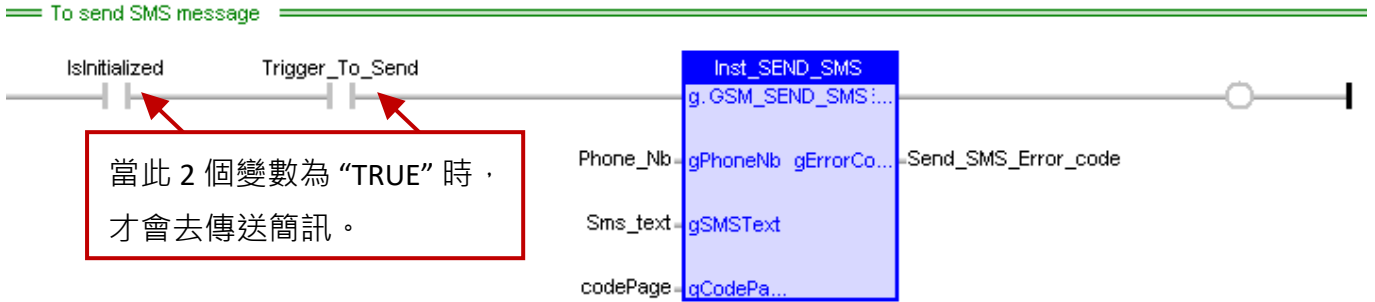 To send SMS message
IsInitialized Trigger_To_Send Inst_SEND_SMS
g. GSM_SEND_SMS:...
當此 2 個變數為 “TRUE” 時，
才會去傳送簡訊。
Phone_Nb gPhoneNb gErrorCo... Send_SMS_Error_code
Sms_text gSMSText
codePage gCodePa...